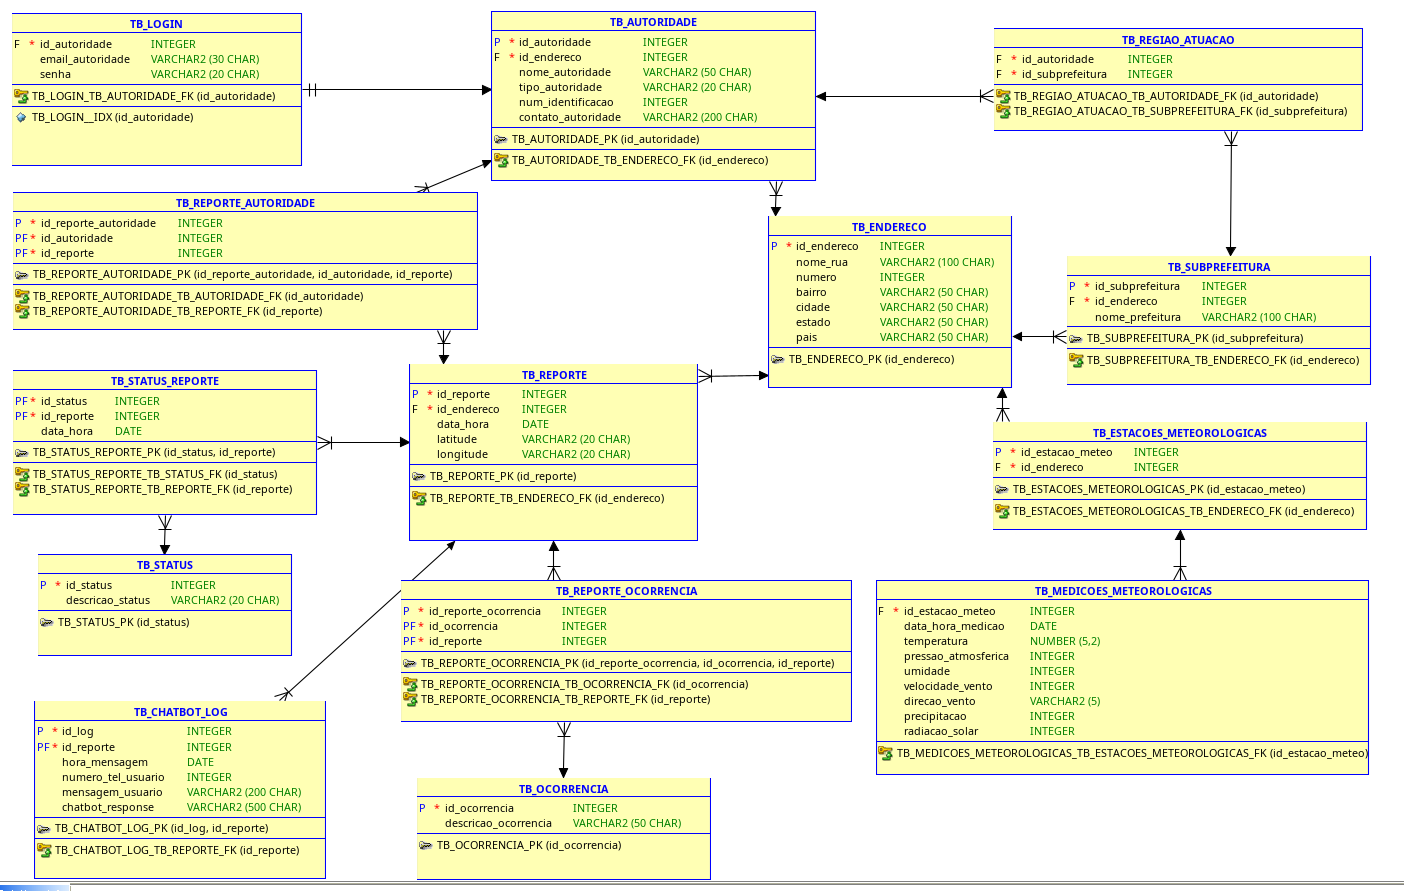 TB_LOGIN
F * id_autoridade INTEGER
email_autoridade VARCHAR2 (30 CHAR)
senha VARCHAR2 (20 CHAR)
TB_LOGIN_TB_AUTORIDADE_FK (id_autoridade)
TB_LOGIN__IDX (id_autoridade)
TB_AUTORIDADE
P * id_autoridade INTEGER
F * id_endereco INTEGER
nome_autoridade VARCHAR2 (50 CHAR)
tipo_autoridade VARCHAR2 (20 CHAR)
num_identificacao INTEGER
contato_autoridade VARCHAR2 (200 CHAR)
TB_AUTORIDADE_PK (id_autoridade)
TB_AUTORIDADE_TB_ENDERECO_FK (id_endereco)
TB_REGIAO_ATUACAO
F * id_autoridade INTEGER
F * id_subprefeitura INTEGER
TB_REGIAO_ATUACAO_TB_AUTORIDADE_FK (id_autoridade)
TB_REGIAO_ATUACAO_TB_SUBPREFEITURA_FK (id_subprefeitura)
TB_REPORTE_AUTORIDADE
P * id_reporte_autoridade INTEGER
PF * id_autoridade INTEGER
PF * id_reporte INTEGER
TB_REPORTE_AUTORIDADE_PK (id_reporte_autoridade, id_autoridade, id_reporte)
TB_REPORTE_AUTORIDADE_TB_AUTORIDADE_FK (id_autoridade)
TB_REPORTE_AUTORIDADE_TB_REPORTE_FK (id_reporte)
TB_ENDERECO
P * id_endereco INTEGER
nome_rua VARCHAR2 (100 CHAR)
numero INTEGER
bairro VARCHAR2 (50 CHAR)
cidade VARCHAR2 (50 CHAR)
estado VARCHAR2 (50 CHAR)
pais VARCHAR2 (50 CHAR)
TB_ENDERECO_PK (id_endereco)
TB_SUBPREFEITURA
P * id_subprefeitura INTEGER
F * id_endereco INTEGER
nome_prefeitura VARCHAR2 (100 CHAR)
TB_SUBPREFEITURA_PK (id_subprefeitura)
TB_SUBPREFEITURA_TB_ENDERECO_FK (id_endereco)
TB_STATUS_REPORTE
PF * id_status INTEGER
PF * id_reporte INTEGER
data_hora DATE
TB_STATUS_REPORTE_PK (id_status, id_reporte)
TB_STATUS_REPORTE_TB_STATUS_FK (id_status)
TB_STATUS_REPORTE_TB_REPORTE_FK (id_reporte)
TB_REPORTE
P * id_reporte INTEGER
F * id_endereco INTEGER
data_hora DATE
latitude VARCHAR2 (20 CHAR)
longitude VARCHAR2 (20 CHAR)
TB_REPORTE_PK (id_reporte)
TB_REPORTE_TB_ENDERECO_FK (id_endereco)
TB_ESTACOES_METEOROLOGICAS
P * id_estacao_meteo INTEGER
F * id_endereco INTEGER
TB_ESTACOES_METEOROLOGICAS_PK (id_estacao_meteo)
TB_ESTACOES_METEOROLOGICAS_TB_ENDERECO_FK (id_endereco)
TB_STATUS
P * id_status INTEGER
descricao_status VARCHAR2 (20 CHAR)
TB_STATUS_PK (id_status)
TB_REPORTE_OCORRENCIA
P * id_reporte_ocorrencia INTEGER
PF * id_ocorrencia INTEGER
PF * id_reporte INTEGER
TB_REPORTE_OCORRENCIA_PK (id_reporte_ocorrencia, id_ocorrencia, id_reporte)
TB_REPORTE_OCORRENCIA_TB_OCORRENCIA_FK (id_ocorrencia)
TB_REPORTE_OCORRENCIA_TB_REPORTE_FK (id_reporte)
TB_MEDICOES_METEOROLOGICAS
F * id_estacao_meteo INTEGER
data_hora_medicao DATE
temperatura NUMBER (5,2)
pressao_atmosferica INTEGER
umidade INTEGER
velocidade_vento INTEGER
direcao_vento VARCHAR2 (5)
precipitacao INTEGER
radiacao_solar INTEGER
TB_MEDICOES_METEOROLOGICAS_TB_ESTACOES_METEOROLOGICAS_FK (id_estacao_meteo)
TB_CHATBOT_LOG
P * id_log INTEGER
PF * id_reporte INTEGER
hora_mensagem DATE
numero_tel_usuario INTEGER
mensagem_usuario VARCHAR2 (200 CHAR)
chatbot_response VARCHAR2 (500 CHAR)
TB_CHATBOT_LOG_PK (id_log, id_reporte)
TB_CHATBOT_LOG_TB_REPORTE_FK (id_reporte)
TB_OCORRENCIA
P * id_ocorrencia INTEGER
descricao_ocorrencia VARCHAR2 (50 CHAR)
TB_OCORRENCIA_PK (id_ocorrencia)